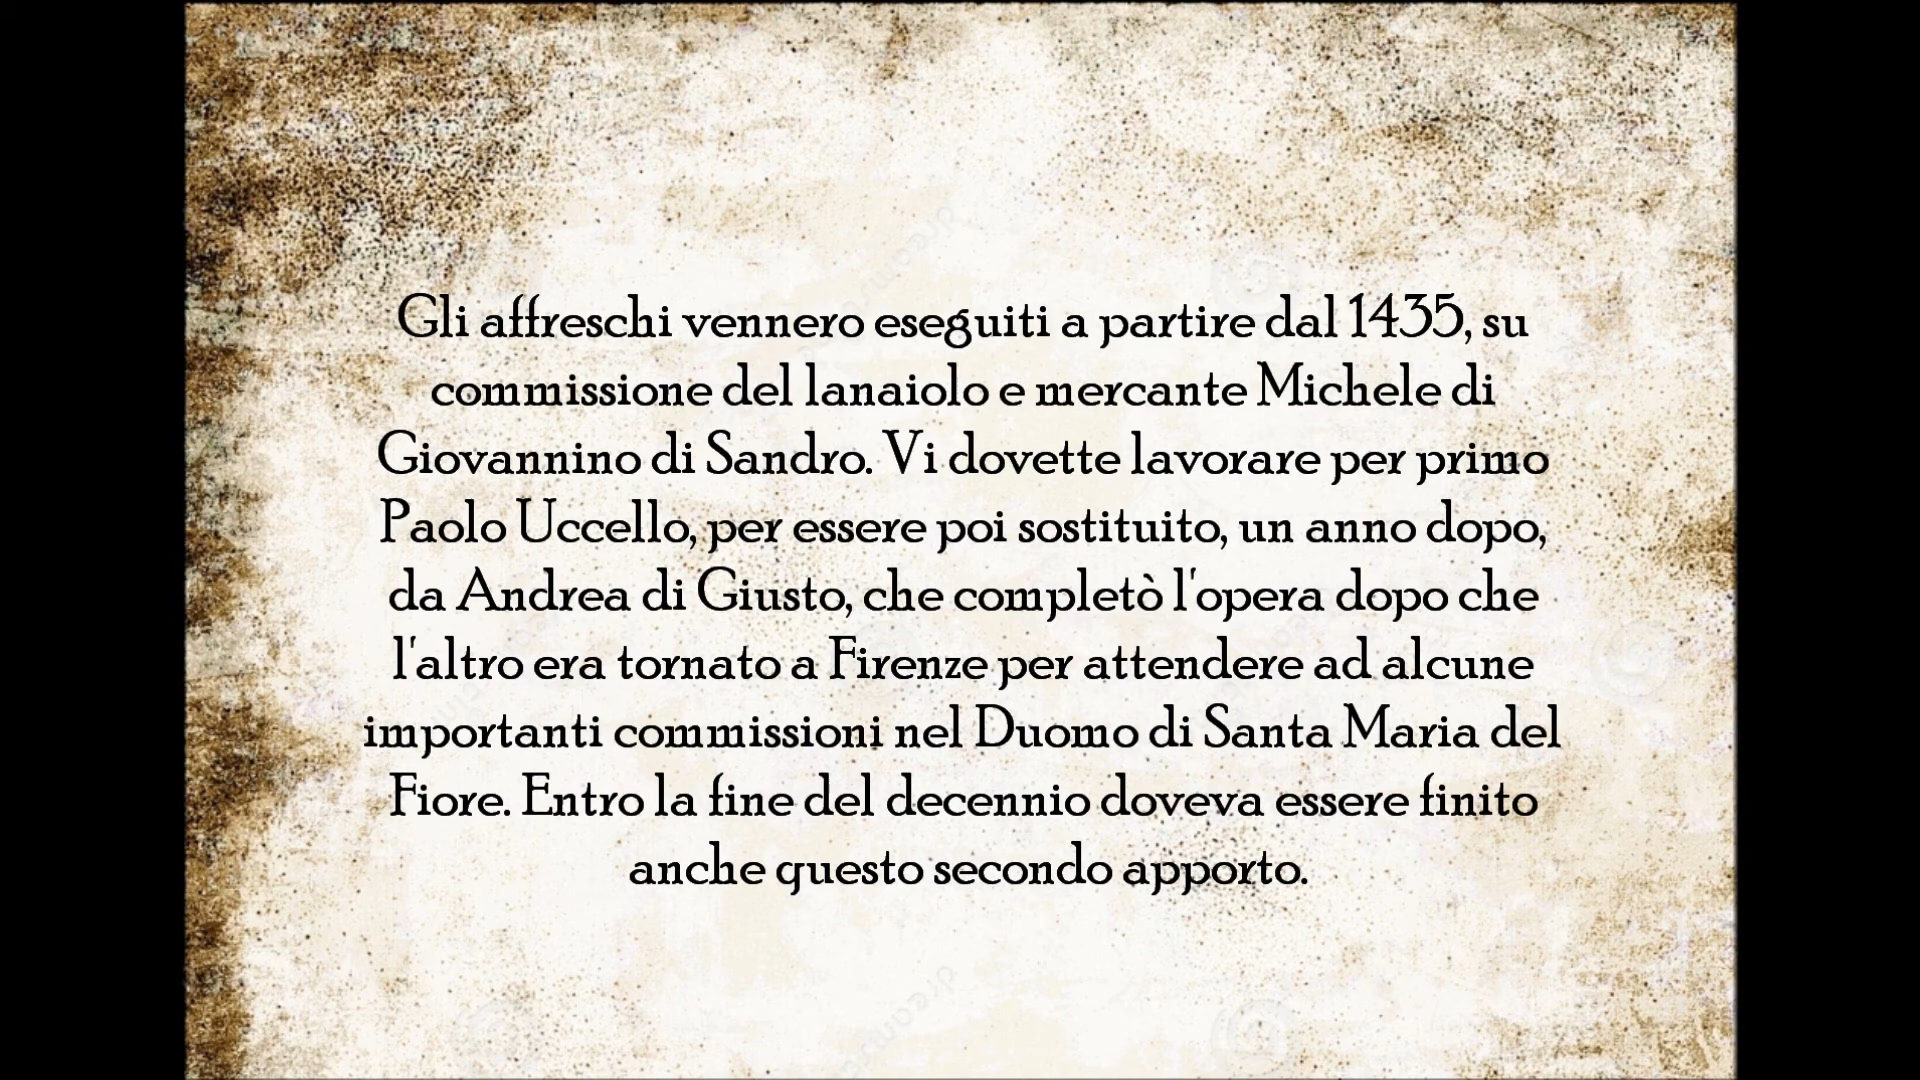 Gli affreschi vennero eseguiti a partire dal 1435, su
commissione del lanaiolo e mercante Michele di
Giovannino di Sandro. Vi dovette lavorare per primo
Paolo Uccello, per essere poi sostituito, un anno dopo,
da Andrea di Giusto, che completò l'opera dopo che
l'altro era tornato a Firenze per attendere ad alcune
importanti commissioni nel Duomo di Santa Maria del
Fiore. Entro la fine del decennio doveva essere finito
anche questo secondo apporto.